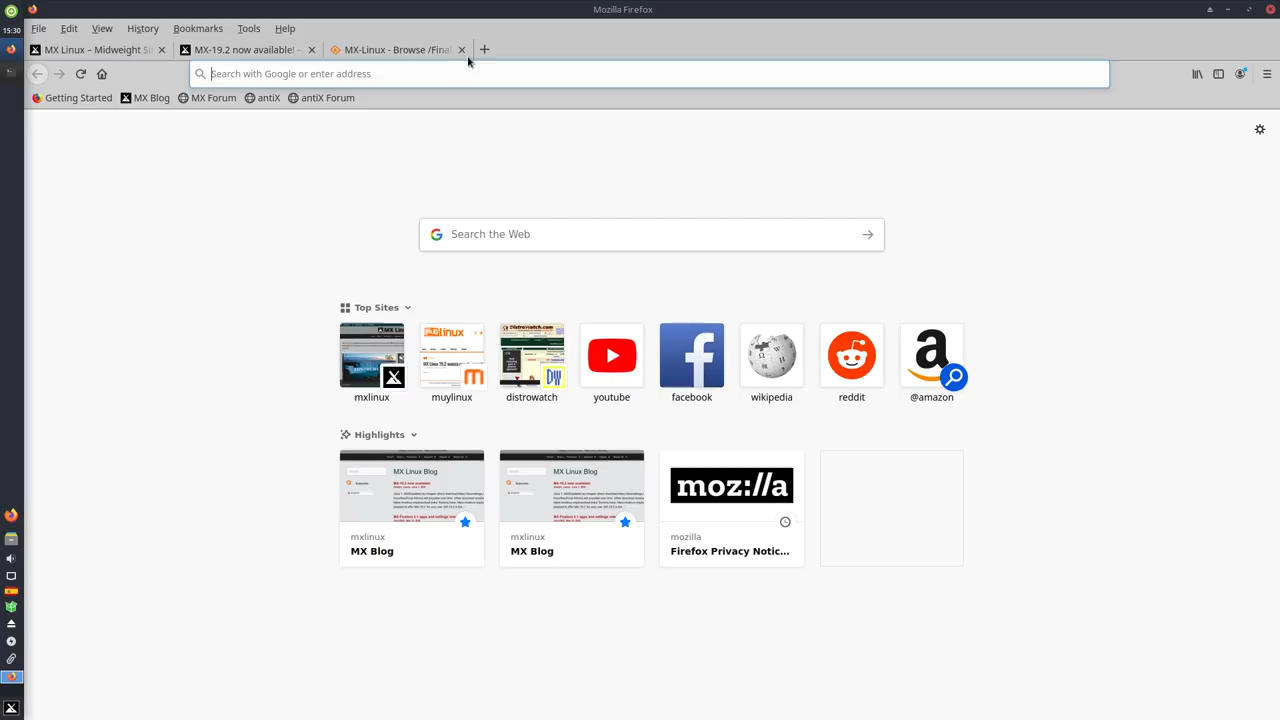 Mozilla Firefox
15:30
File Edit View History Bookmarks Tools Help
MX Linux – Midweight Si
MX-19.2 now available! –
MX-Linux - Browse /Final
Search with Google or enter address
Getting Started MX Blog MX Forum antiX antiX Forum
Search the Web
Top Sites
mxlinux muylinux distrowatch youtube facebook wikipedia reddit @amazon
Highlights
MX Linux Blog
MX Linux Blog
moz://a
mxlinux
MX Blog
mxlinux
MX Blog
mozilla
Firefox Privacy Notic...